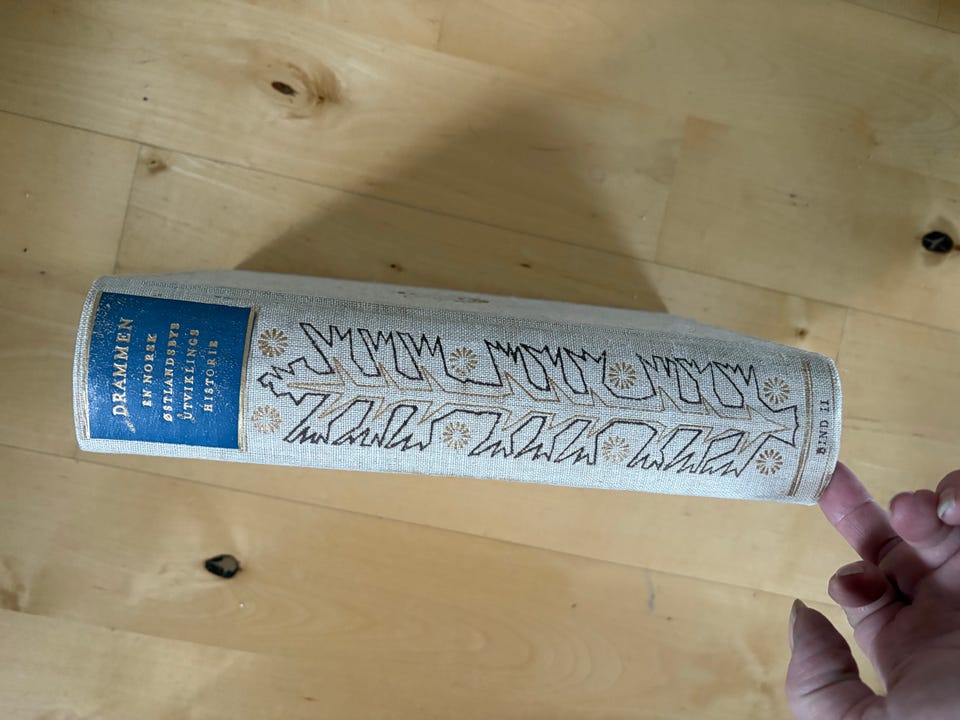 DRAMMEN
EN NORSK
ØSTLANDSBYS
UTVIKLINGS
HISTORIE
BIND II